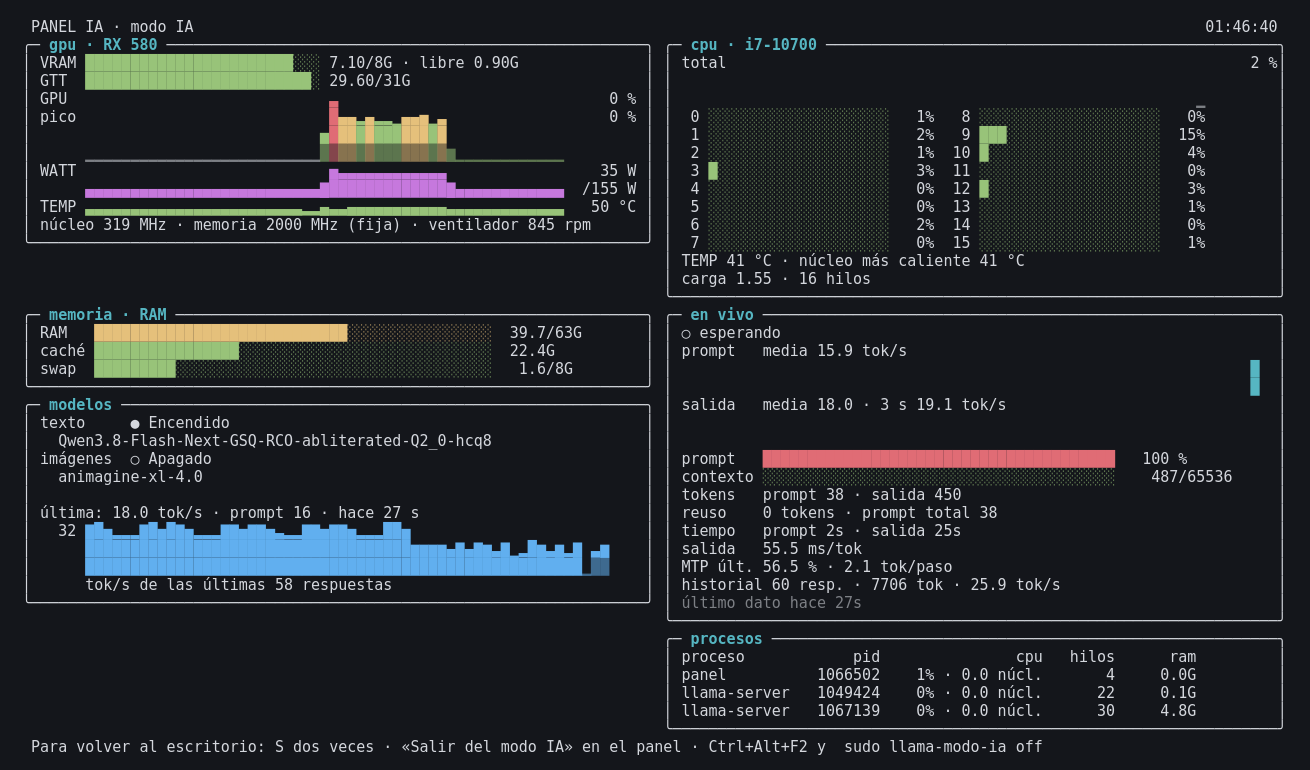 PANEL IA · modo IA
01:46:40
gpu · RX 580
VRAM 7.10/8G · libre 0.90G
GTT 29.60/31G
GPU 0 %
pico 0 %
WATT 35 W
/155 W
TEMP 50 °C
núcleo 319 MHz · memoria 2000 MHz (fija) · ventilador 845 rpm
cpu · i7-10700
total 2 %
0 1% 8 0%
1 2% 9 15%
2 1% 10 4%
3 3% 11 0%
4 0% 12 3%
5 0% 13 1%
6 2% 14 0%
7 0% 15 1%
TEMP 41 °C · núcleo más caliente 41 °C
carga 1.55 · 16 hilos
memoria · RAM
RAM 39.7/63G
caché 22.4G
swap 1.6/8G
modelos
texto ● Encendido
Qwen3.8-Flash-Next-GSQ-RCO-abliterated-Q2_0-hcq8
imágenes ○ Apagado
animagine-xl-4.0
última: 18.0 tok/s · prompt 16 · hace 27 s
32
tok/s de las últimas 58 respuestas
en vivo
○ esperando
prompt media 15.9 tok/s
salida media 18.0 · 3 s 19.1 tok/s
prompt 100 %
contexto 487/65536
tokens prompt 38 · salida 450
reuso 0 tokens · prompt total 38
tiempo prompt 2s · salida 25s
salida 55.5 ms/tok
MTP últ. 56.5 % · 2.1 tok/paso
historial 60 resp. · 7706 tok · 25.9 tok/s
último dato hace 27s
procesos
proceso pid cpu hilos ram
panel 1066502 1% · 0.0 núcl. 4 0.0G
llama-server 1049424 0% · 0.0 núcl. 22 0.1G
llama-server 1067139 0% · 0.0 núcl. 30 4.8G
Para volver al escritorio: S dos veces · «Salir del modo IA» en el panel · Ctrl+Alt+F2 y sudo llama-modo-ia off